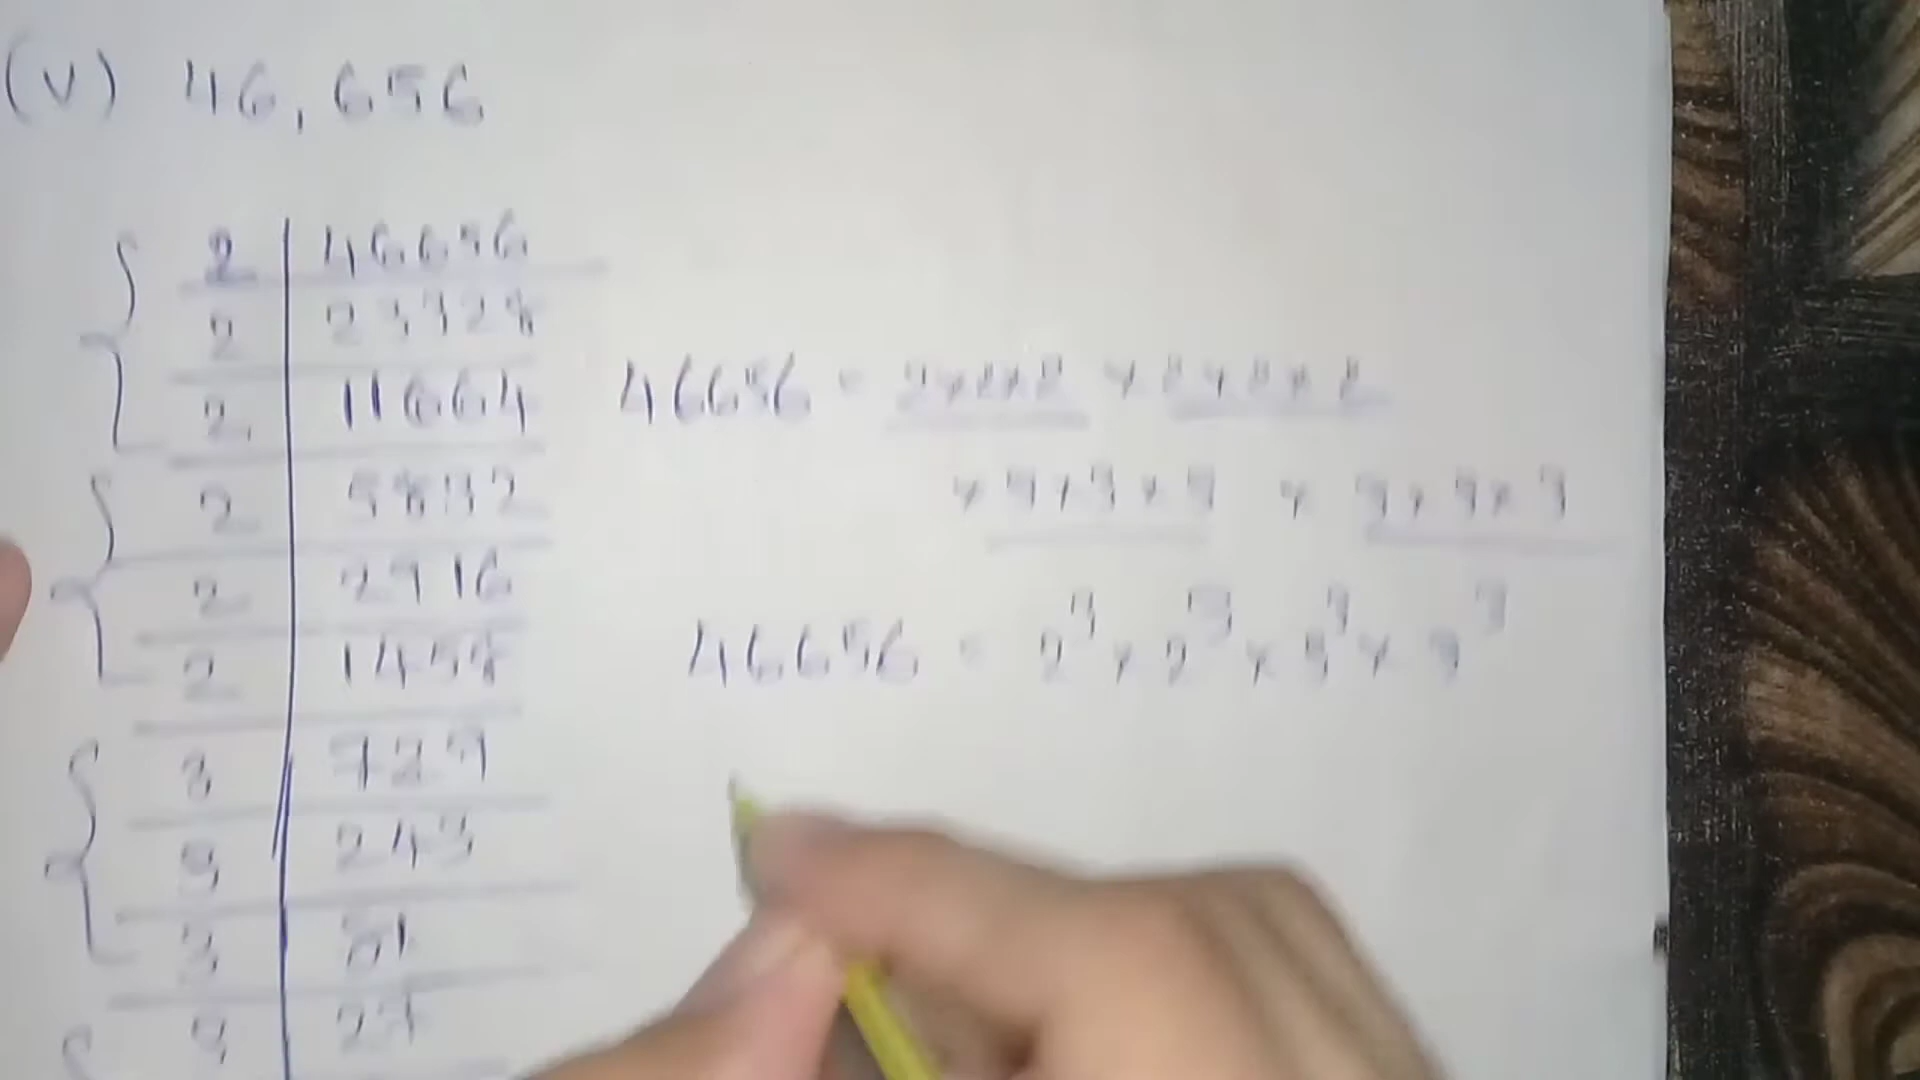 (v) 46,656
2 | 46656
2 | 23328
2 | 11664
2 | 5832
2 | 2916
2 | 1458
3 | 729
3 | 243
3 | 81
3 | 27
46656 = 2×2×2 × 2×2×2
× 3×3×3 × 3×3×3
46656 = 2³ × 2³ × 3³ × 3³